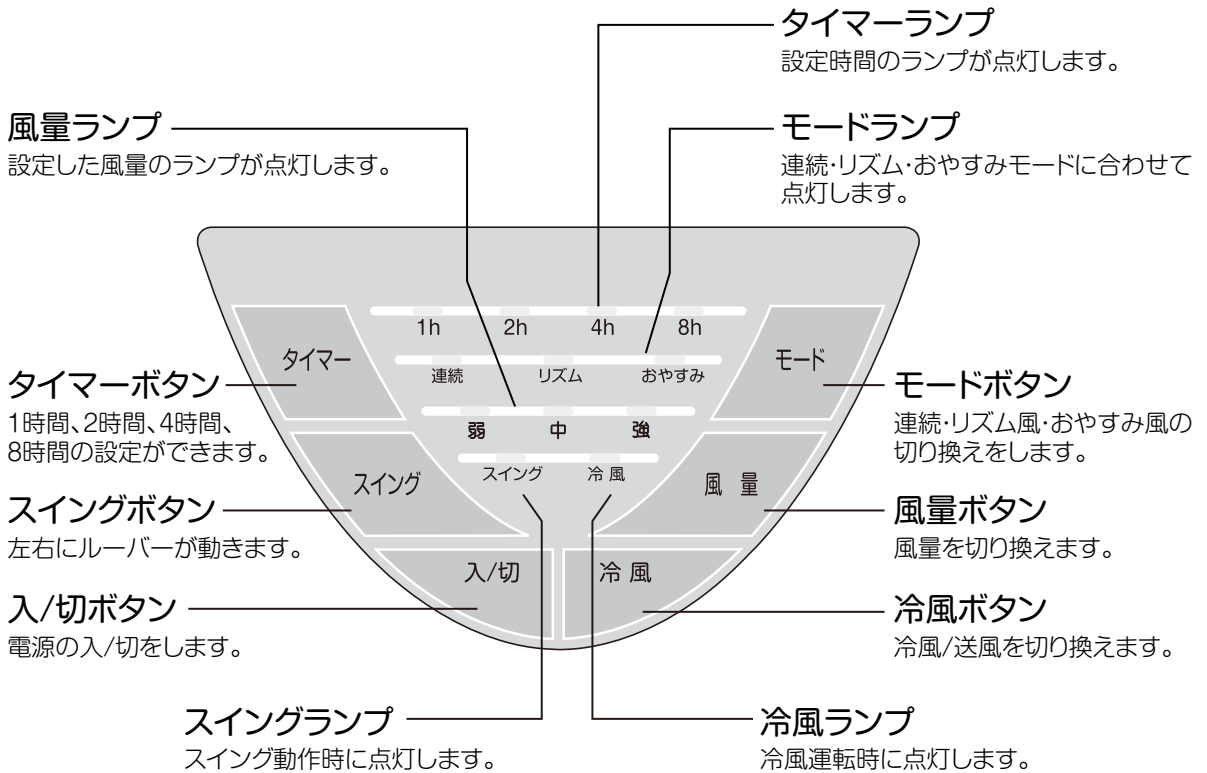 タイマーランプ
設定時間のランプが点灯します。
風量ランプ
設定した風量のランプが点灯します。
モードランプ
連続・リズム・おやすみモードに合わせて
点灯します。
1h 2h 4h 8h
連続 リズム おやすみ
弱 中 強
スイング 冷風
タイマー
モード
スイング
風量
入/切
冷風
タイマーボタン
1時間、2時間、4時間、
8時間の設定ができます。
モードボタン
連続・リズム風・おやすみ風の
切り換えをします。
スイングボタン
左右にルーバーが動きます。
風量ボタン
風量を切り換えます。
入/切ボタン
電源の入/切をします。
冷風ボタン
冷風/送風を切り換えます。
スイングランプ
スイング動作時に点灯します。
冷風ランプ
冷風運転時に点灯します。